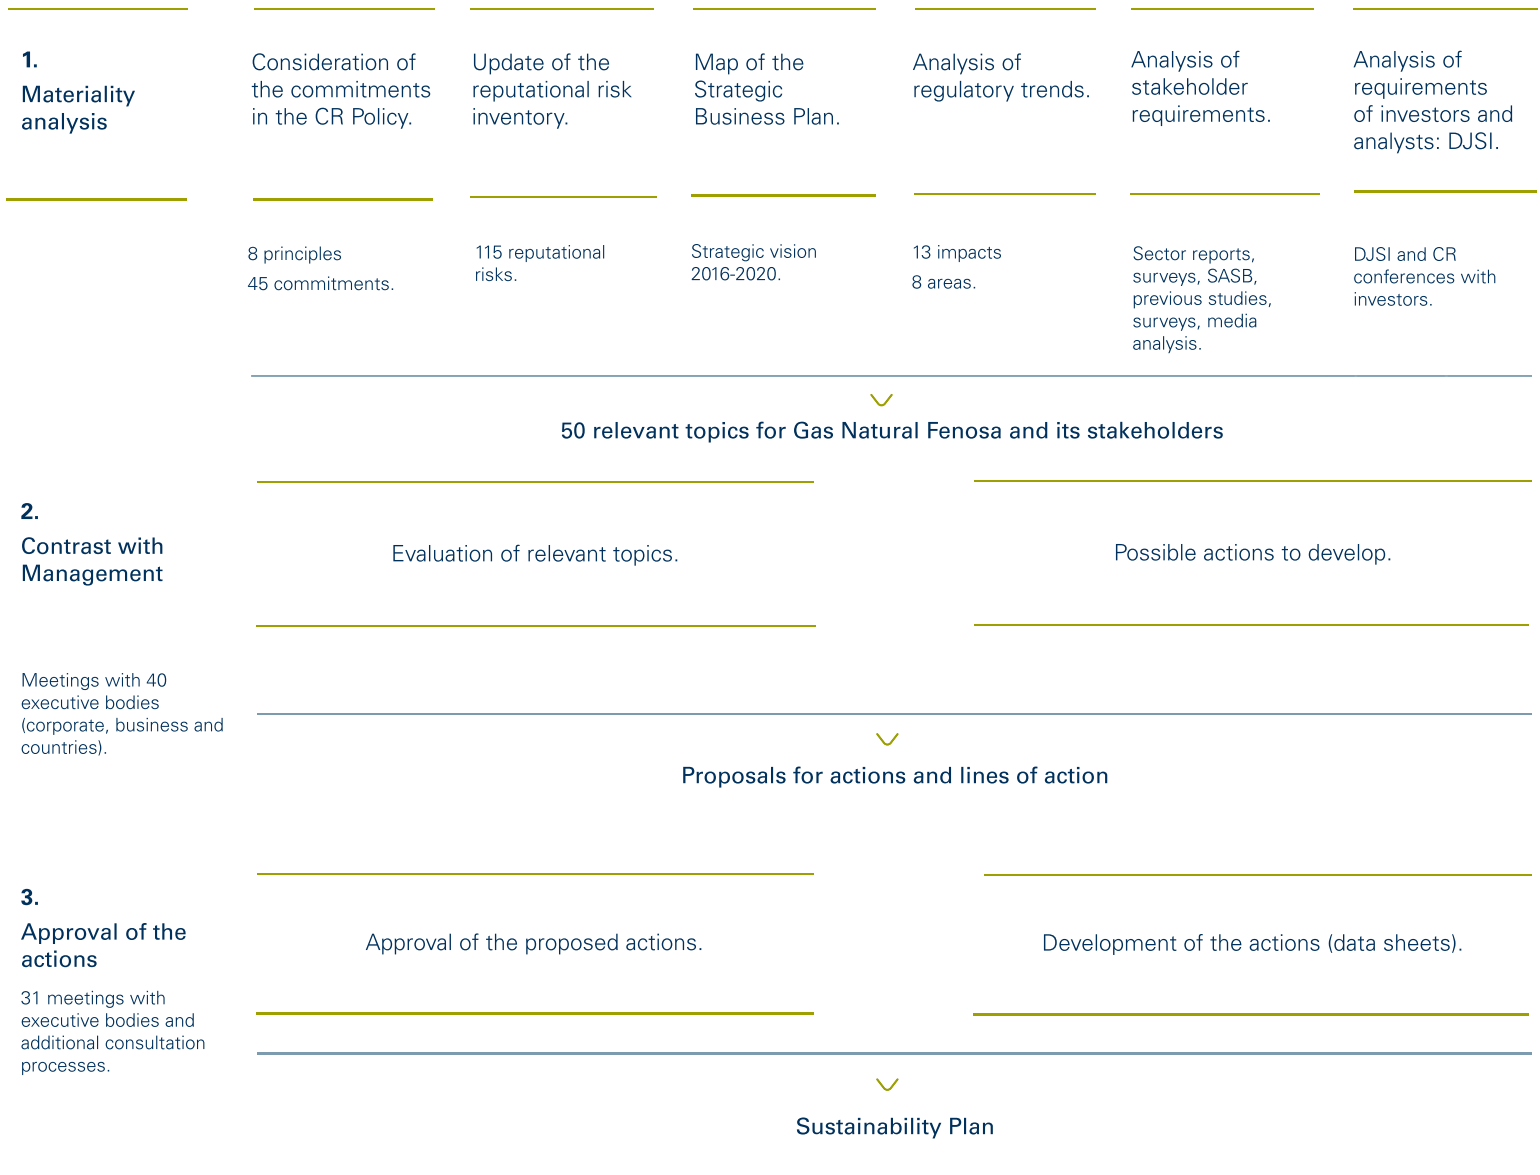 1.
Materiality
analysis
Consideration of
the commitments
in the CR Policy.
Update of the
reputational risk
inventory.
Map of the
Strategic
Business Plan.
Analysis of
regulatory trends.
Analysis of
stakeholder
requirements.
Analysis of
requirements
of investors and
analysts: DJSI.
8 principles
45 commitments.
115 reputational
risks.
Strategic vision
2016-2020.
13 impacts
8 areas.
Sector reports,
surveys, SASB,
previous studies,
surveys, media
analysis.
DJSI and CR
conferences with
investors.
50 relevant topics for Gas Natural Fenosa and its stakeholders
2.
Contrast with
Management
Evaluation of relevant topics.
Possible actions to develop.
Meetings with 40
executive bodies
(corporate, business and
countries).
Proposals for actions and lines of action
3.
Approval of the
actions
31 meetings with
executive bodies and
additional consultation
processes.
Approval of the proposed actions.
Development of the actions (data sheets).
Sustainability Plan